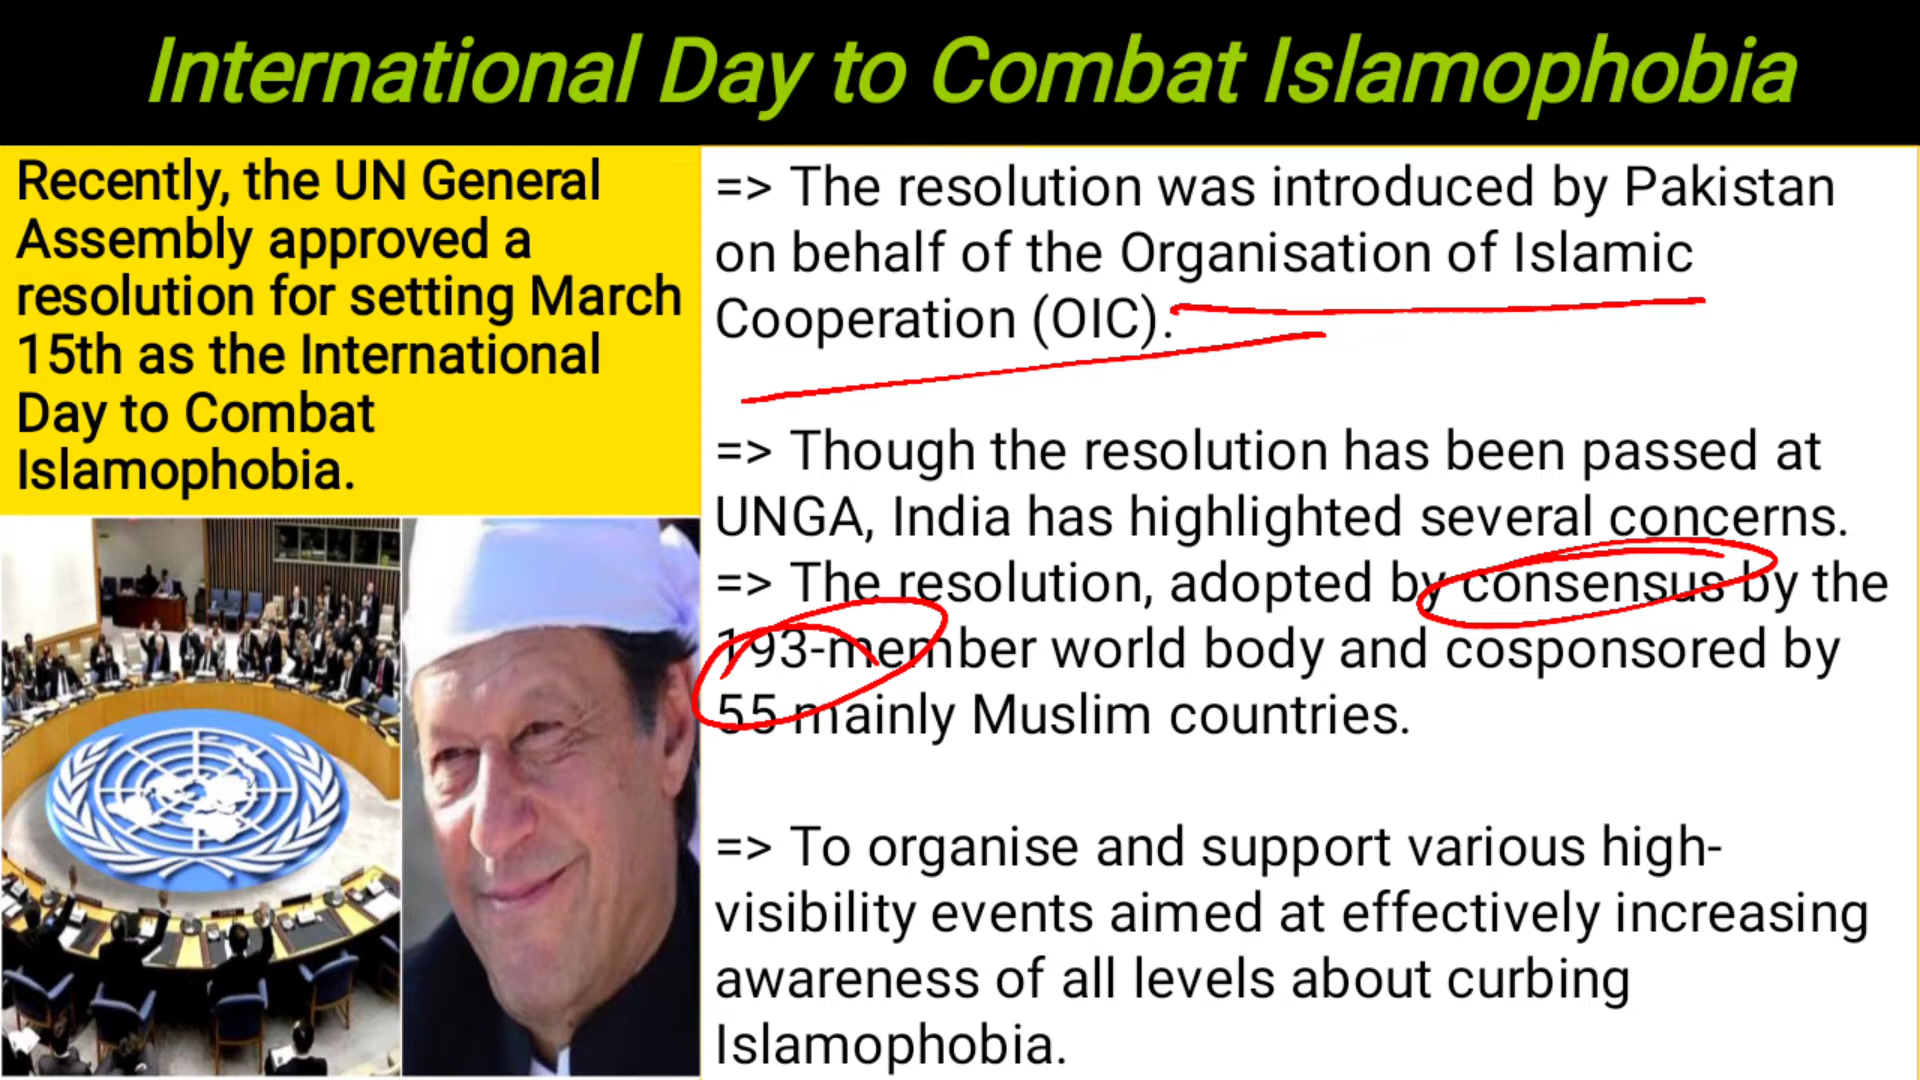 International Day to Combat Islamophobia
Recently, the UN General
Assembly approved a
resolution for setting March
15th as the International
Day to Combat
Islamophobia.
=> The resolution was introduced by Pakistan
on behalf of the Organisation of Islamic
Cooperation (OIC).
=> Though the resolution has been passed at
UNGA, India has highlighted several concerns.
=> The resolution, adopted by consensus by the
193-member world body and cosponsored by
55 mainly Muslim countries.
=> To organise and support various high-
visibility events aimed at effectively increasing
awareness of all levels about curbing
Islamophobia.